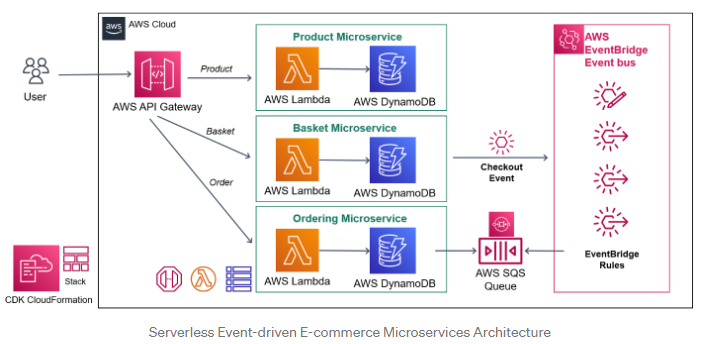 aws
AWS Cloud
User
AWS API Gateway
Product
Basket
Order
Product Microservice
AWS Lambda
AWS DynamoDB
Basket Microservice
AWS Lambda
AWS DynamoDB
Ordering Microservice
AWS Lambda
AWS DynamoDB
Checkout
Event
AWS SQS
Queue
AWS
EventBridge
Event bus
EventBridge
Rules
Stack
CDK CloudFormation
Serverless Event-driven E-commerce Microservices Architecture